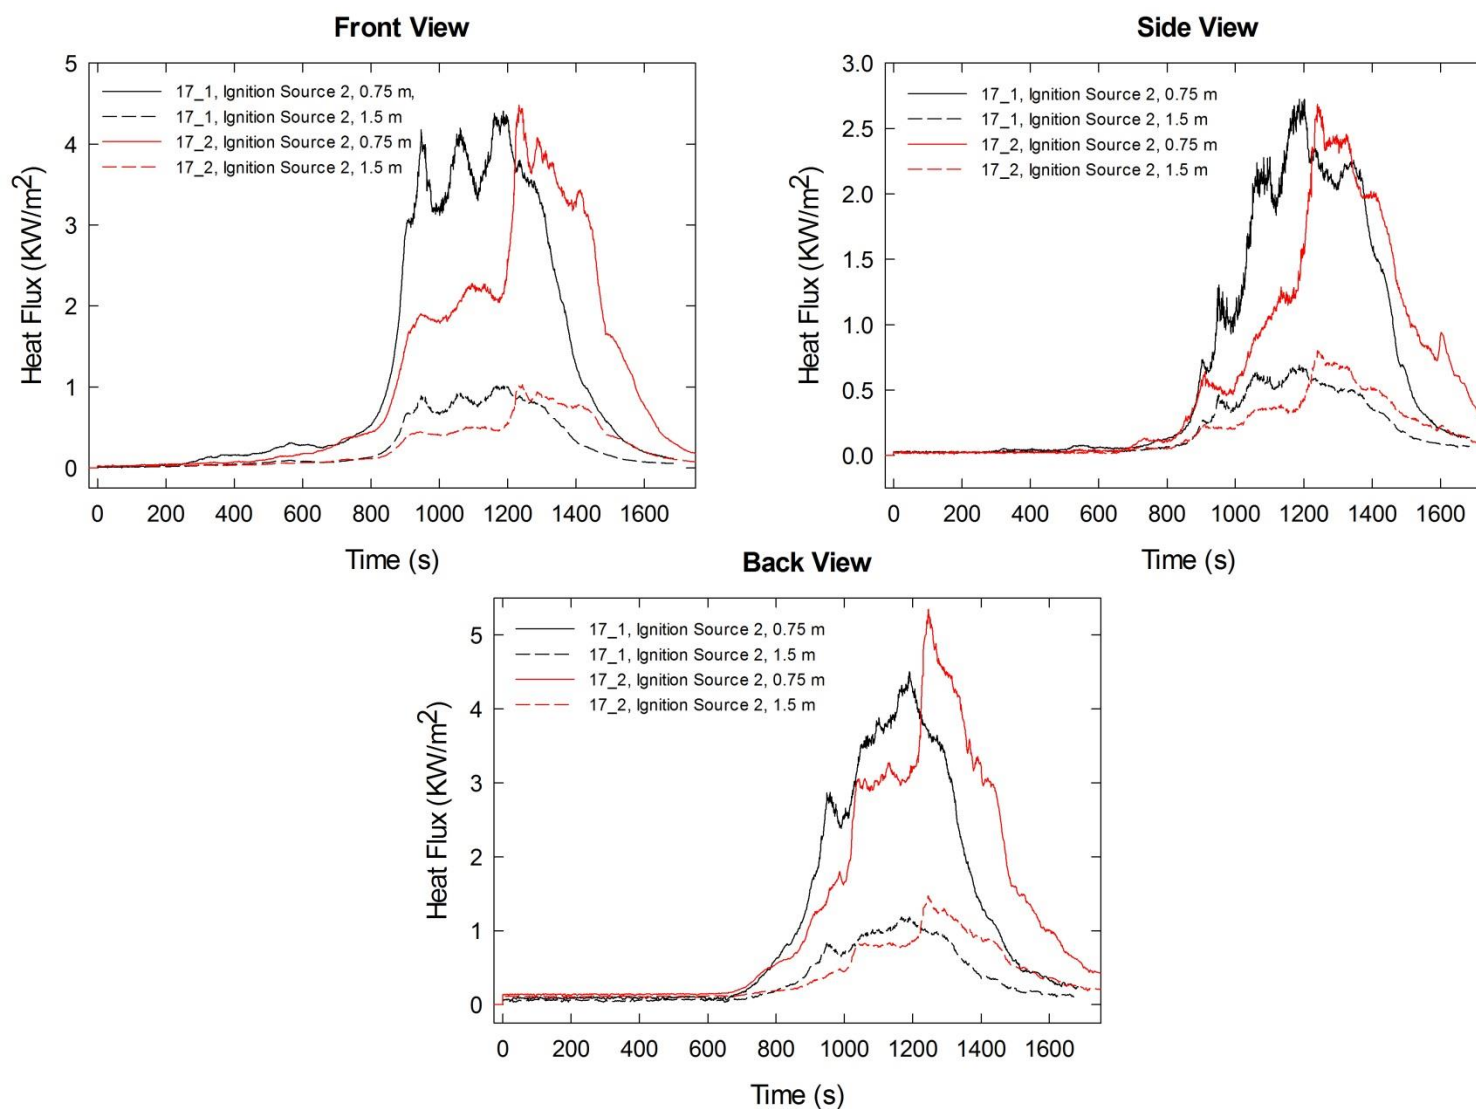 Front View
5
4
3
2
1
0
Heat Flux (KW/m2)
17_1, Ignition Source 2, 0.75 m,
17_1, Ignition Source 2, 1.5 m
17_2, Ignition Source 2, 0.75 m
17_2, Ignition Source 2, 1.5 m
0 200 400 600 800 1000 1200 1400 1600
Time (s)
Side View
3.0
2.5
2.0
1.5
1.0
0.5
0.0
Heat Flux (KW/m2)
17_1, Ignition Source 2, 0.75 m
17_1, Ignition Source 2, 1.5 m
17_2, Ignition Source 2, 0.75 m
17_2, Ignition Source 2, 1.5 m
0 200 400 600 800 1000 1200 1400 1600
Time (s)
Back View
5
4
3
2
1
0
Heat Flux (KW/m2)
17_1, Ignition Source 2, 0.75 m
17_1, Ignition Source 2, 1.5 m
17_2, Ignition Source 2, 0.75 m
17_2, Ignition Source 2, 1.5 m
0 200 400 600 800 1000 1200 1400 1600
Time (s)